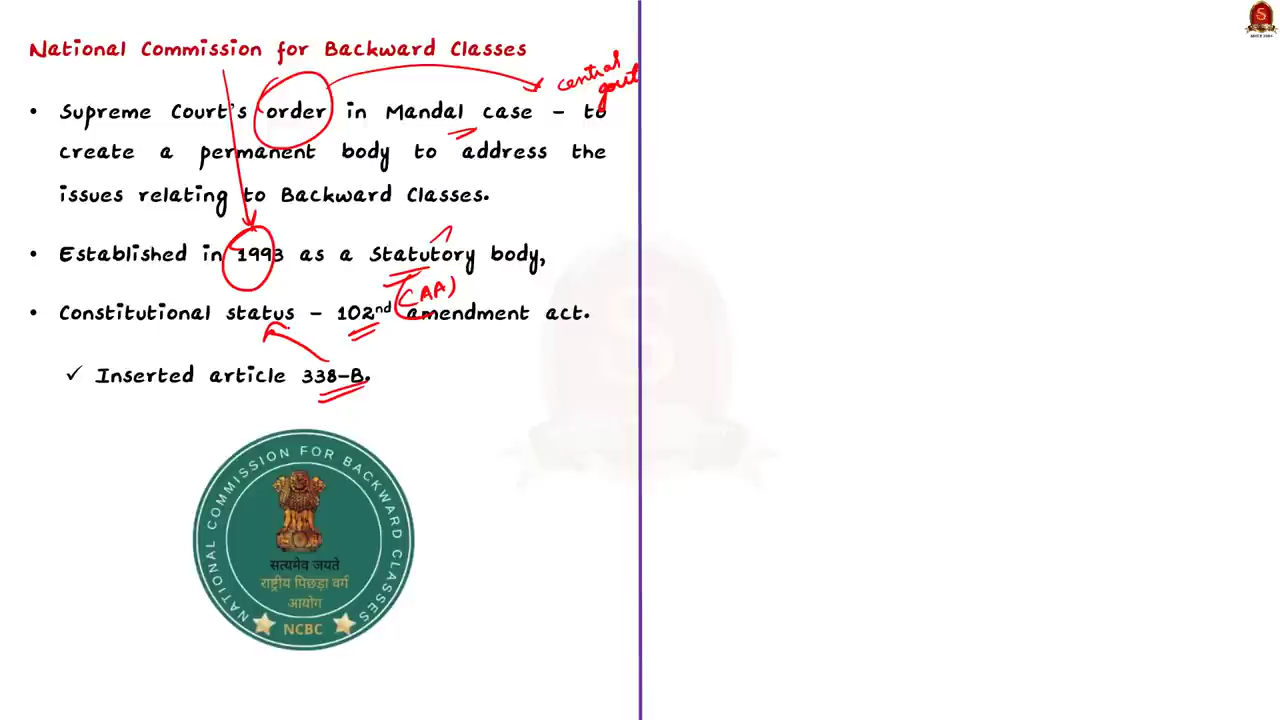 National Commission for Backward Classes
central
govt
• Supreme Court's order in Mandal case – to
create a permanent body to address the
issues relating to Backward Classes.
• Established in 1993 as a Statutory body,
(CAA)
• Constitutional status – 102nd amendment act.
✓ Inserted article 338-B.
NATIONAL COMMISSION FOR BACKWARD CLASSES
सत्यमेव जयते
राष्ट्रीय पिछड़ा वर्ग
आयोग
NCBC